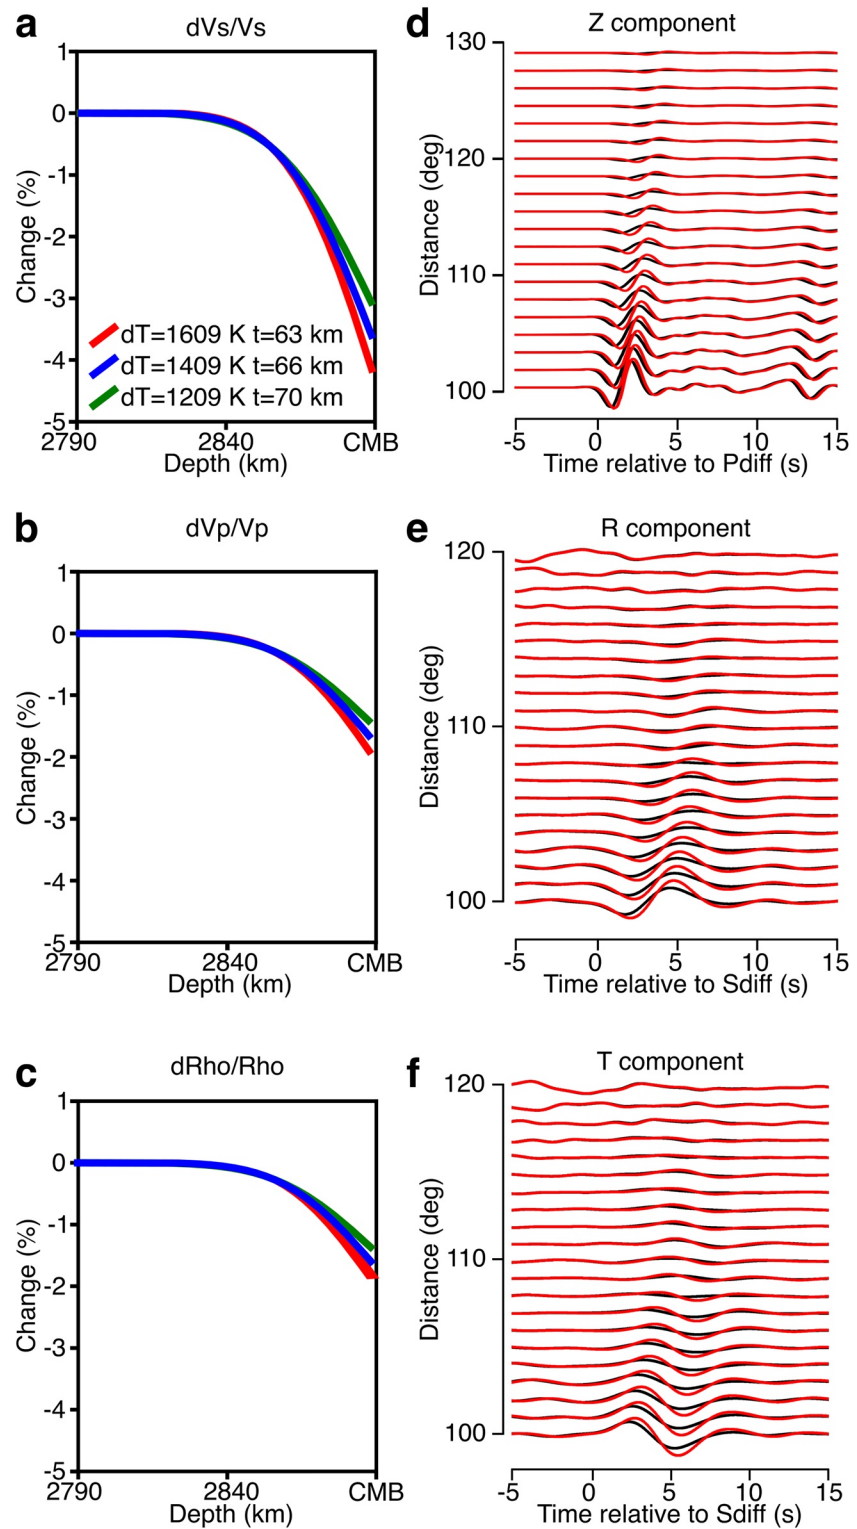 a
dVs/Vs
1
0
-1
-2
-3
-4
-5
Change (%)
dT=1609 K t=63 km
dT=1409 K t=66 km
dT=1209 K t=70 km
2790 2840 CMB
Depth (km)
d
Z component
130
120
110
100
Distance (deg)
-5 0 5 10 15
Time relative to Pdiff (s)
b
dVp/Vp
1
0
-1
-2
-3
-4
-5
Change (%)
2790 2840 CMB
Depth (km)
e
R component
120
110
100
Distance (deg)
-5 0 5 10 15
Time relative to Sdiff (s)
c
dRho/Rho
1
0
-1
-2
-3
-4
-5
Change (%)
2790 2840 CMB
Depth (km)
f
T component
120
110
100
Distance (deg)
-5 0 5 10 15
Time relative to Sdiff (s)